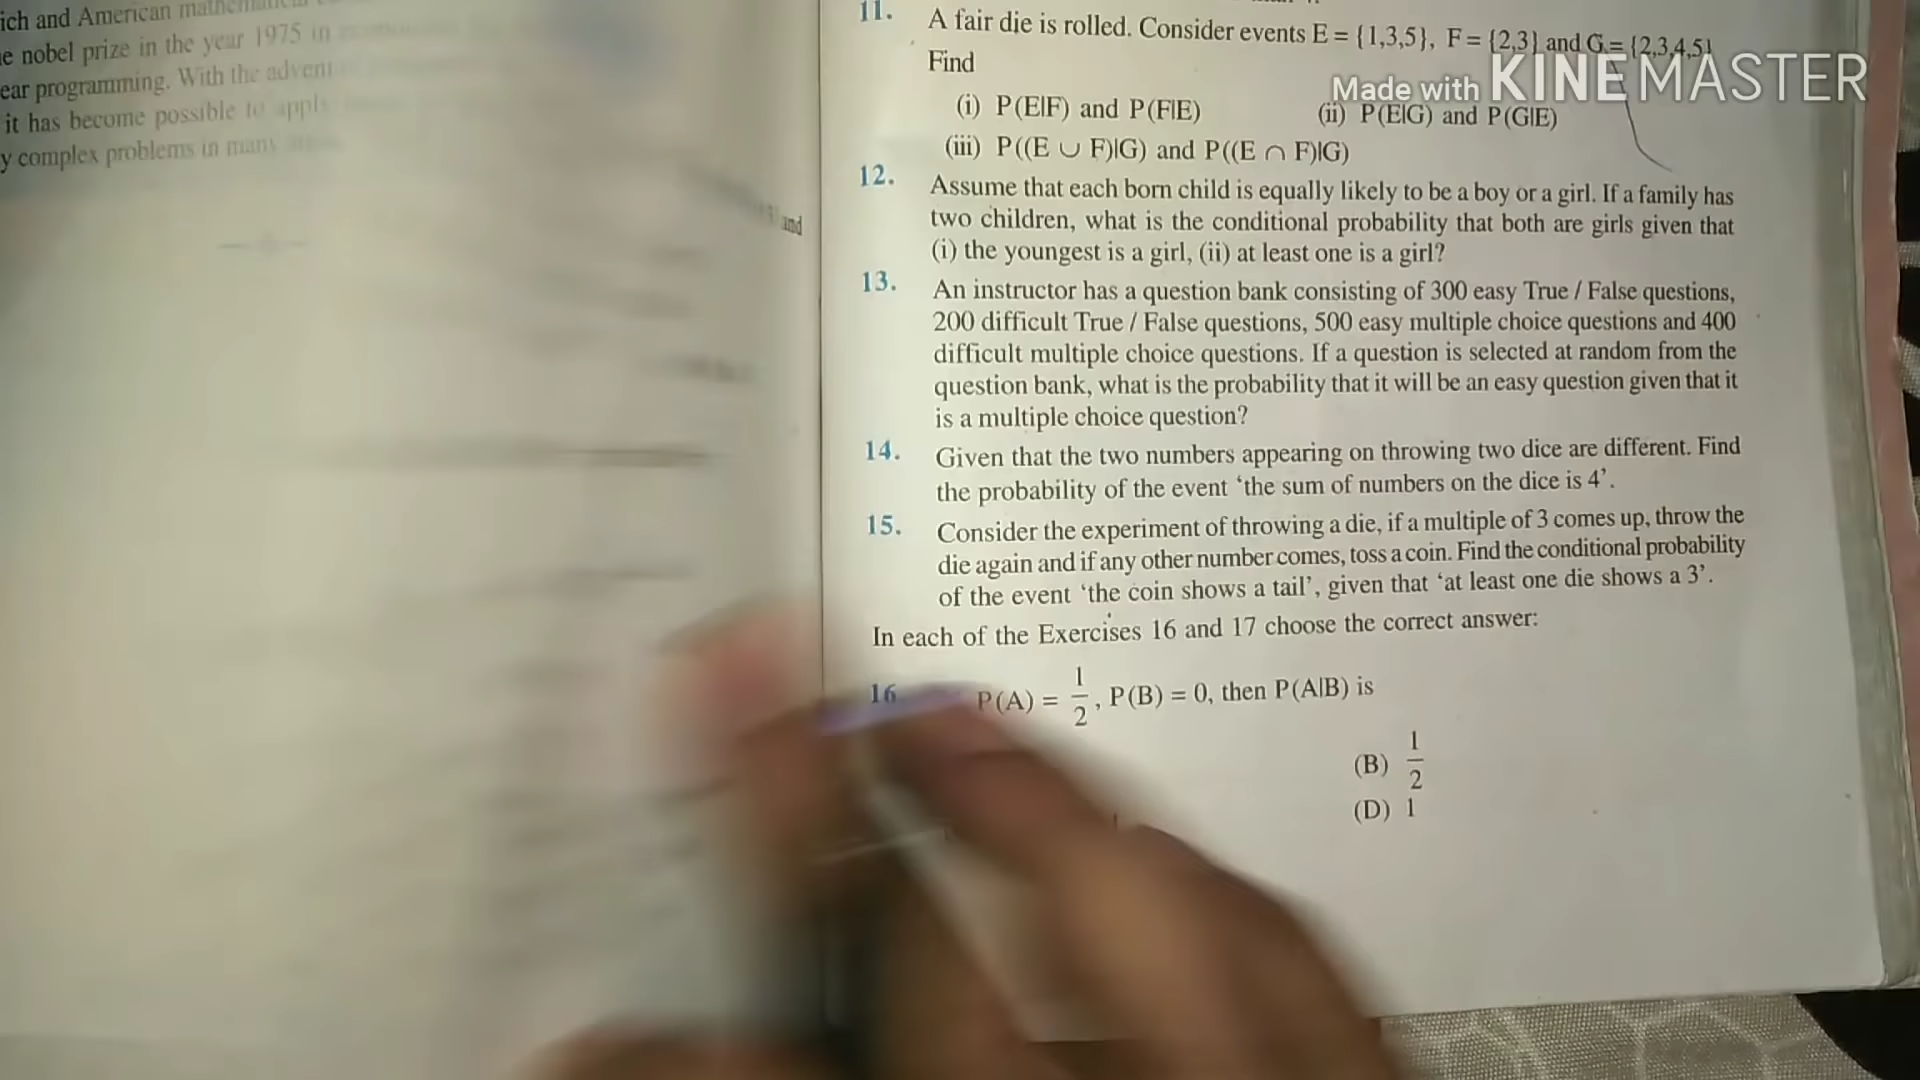 ich and American
e nobel prize in the year 1975 in
ear programming. With the advent
it has become possible to apply
y complex problems in many
and
11. A fair die is rolled. Consider events E = {1,3,5}, F = {2,3} and G = {2,3,4,5}
Find
Made with KINEMASTER
(i) P(E|F) and P(F|E) (ii) P(E|G) and P(G|E)
(iii) P((E ∪ F)|G) and P((E ∩ F)|G)
12. Assume that each born child is equally likely to be a boy or a girl. If a family has
two children, what is the conditional probability that both are girls given that
(i) the youngest is a girl, (ii) at least one is a girl?
13. An instructor has a question bank consisting of 300 easy True / False questions,
200 difficult True / False questions, 500 easy multiple choice questions and 400
difficult multiple choice questions. If a question is selected at random from the
question bank, what is the probability that it will be an easy question given that it
is a multiple choice question?
14. Given that the two numbers appearing on throwing two dice are different. Find
the probability of the event ‘the sum of numbers on the dice is 4’.
15. Consider the experiment of throwing a die, if a multiple of 3 comes up, throw the
die again and if any other number comes, toss a coin. Find the conditional probability
of the event ‘the coin shows a tail’, given that ‘at least one die shows a 3’.
In each of the Exercises 16 and 17 choose the correct answer:
16 P(A) = 1/2, P(B) = 0, then P(A|B) is
(B) 1/2
(D) 1